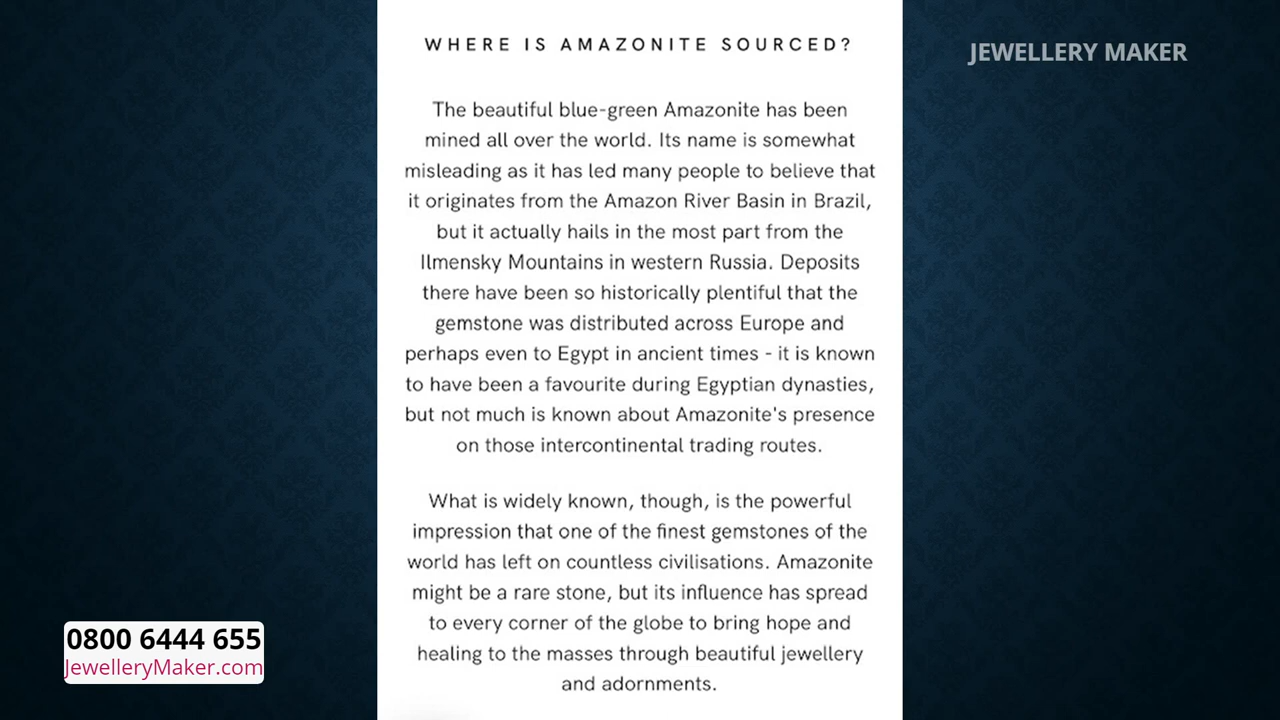 WHERE IS AMAZONITE SOURCED?
JEWELLERY MAKER
The beautiful blue-green Amazonite has been
mined all over the world. Its name is somewhat
misleading as it has led many people to believe that
it originates from the Amazon River Basin in Brazil,
but it actually hails in the most part from the
Ilmensky Mountains in western Russia. Deposits
there have been so historically plentiful that the
gemstone was distributed across Europe and
perhaps even to Egypt in ancient times - it is known
to have been a favourite during Egyptian dynasties,
but not much is known about Amazonite's presence
on those intercontinental trading routes.
What is widely known, though, is the powerful
impression that one of the finest gemstones of the
world has left on countless civilisations. Amazonite
might be a rare stone, but its influence has spread
to every corner of the globe to bring hope and
healing to the masses through beautiful jewellery
and adornments.
0800 6444 655
JewelleryMaker.com